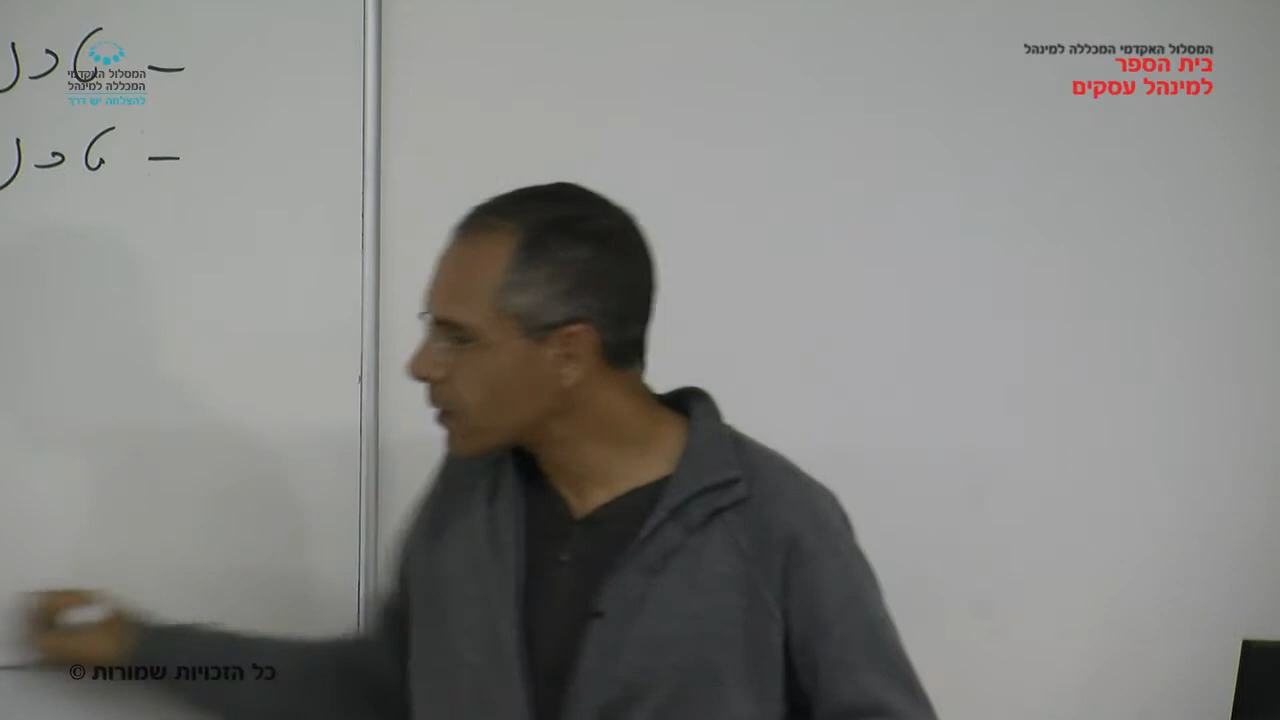 המסלול האקדמי המכללה למינהל
בית הספר
למינהל עסקים
המסלול האקדמי
המכללה למינהל
להצלחה יש דרך
כל הזכויות שמורות ©